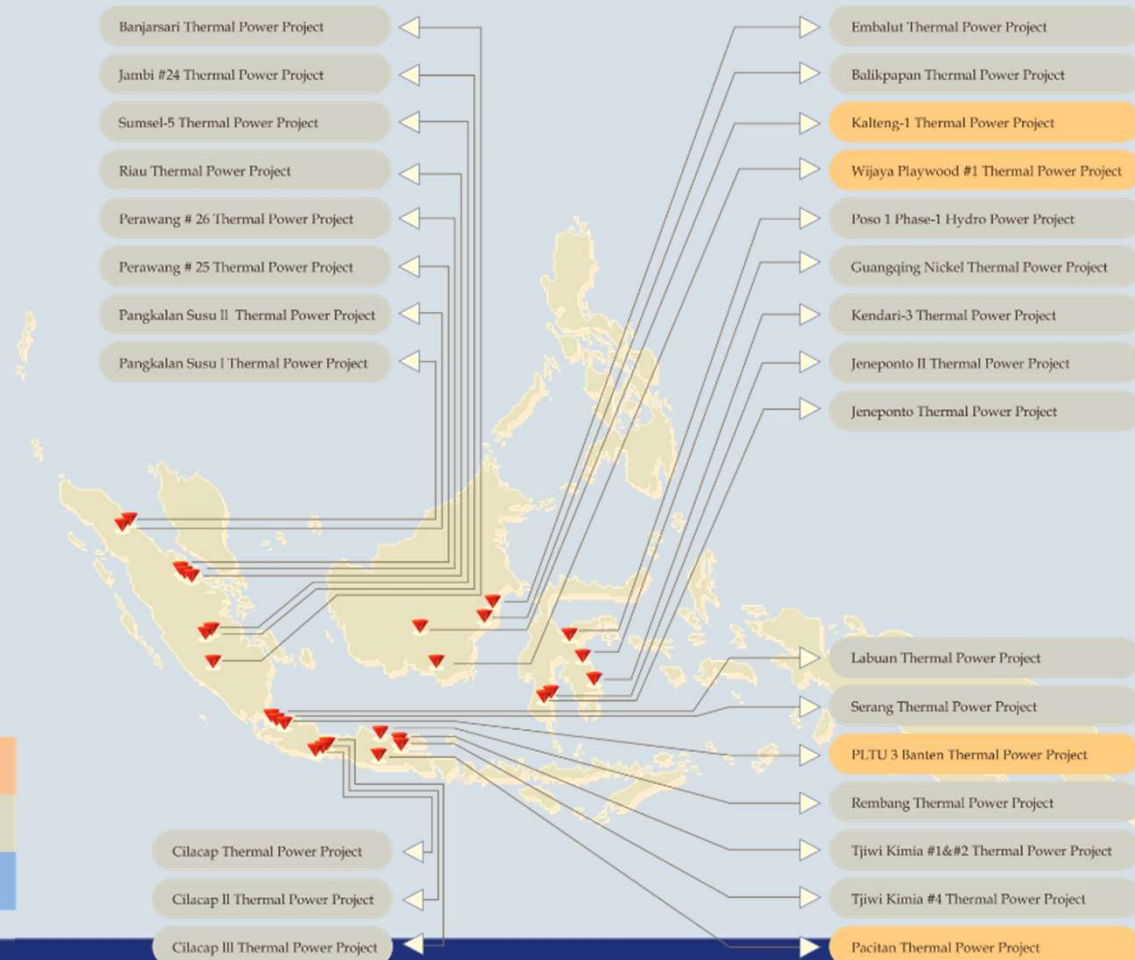 Banjarsari Thermal Power Project
Jambi #24 Thermal Power Project
Sumsel-5 Thermal Power Project
Riau Thermal Power Project
Perawang # 26 Thermal Power Project
Perawang # 25 Thermal Power Project
Pangkalan Susu ll Thermal Power Project
Pangkalan Susu l Thermal Power Project
Embalut Thermal Power Project
Balikpapan Thermal Power Project
Kalteng-1 Thermal Power Project
Wijaya Playwood #1 Thermal Power Project
Poso 1 Phase-1 Hydro Power Project
Guangqing Nickel Thermal Power Project
Kendari-3 Thermal Power Project
Jeneponto II Thermal Power Project
Jeneponto Thermal Power Project
Labuan Thermal Power Project
Serang Thermal Power Project
PLTU 3 Banten Thermal Power Project
Rembang Thermal Power Project
Tjiwi Kimia #1&#2 Thermal Power Project
Tjiwi Kimia #4 Thermal Power Project
Pacitan Thermal Power Project
Cilacap Thermal Power Project
Cilacap ll Thermal Power Project
Cilacap lll Thermal Power Project